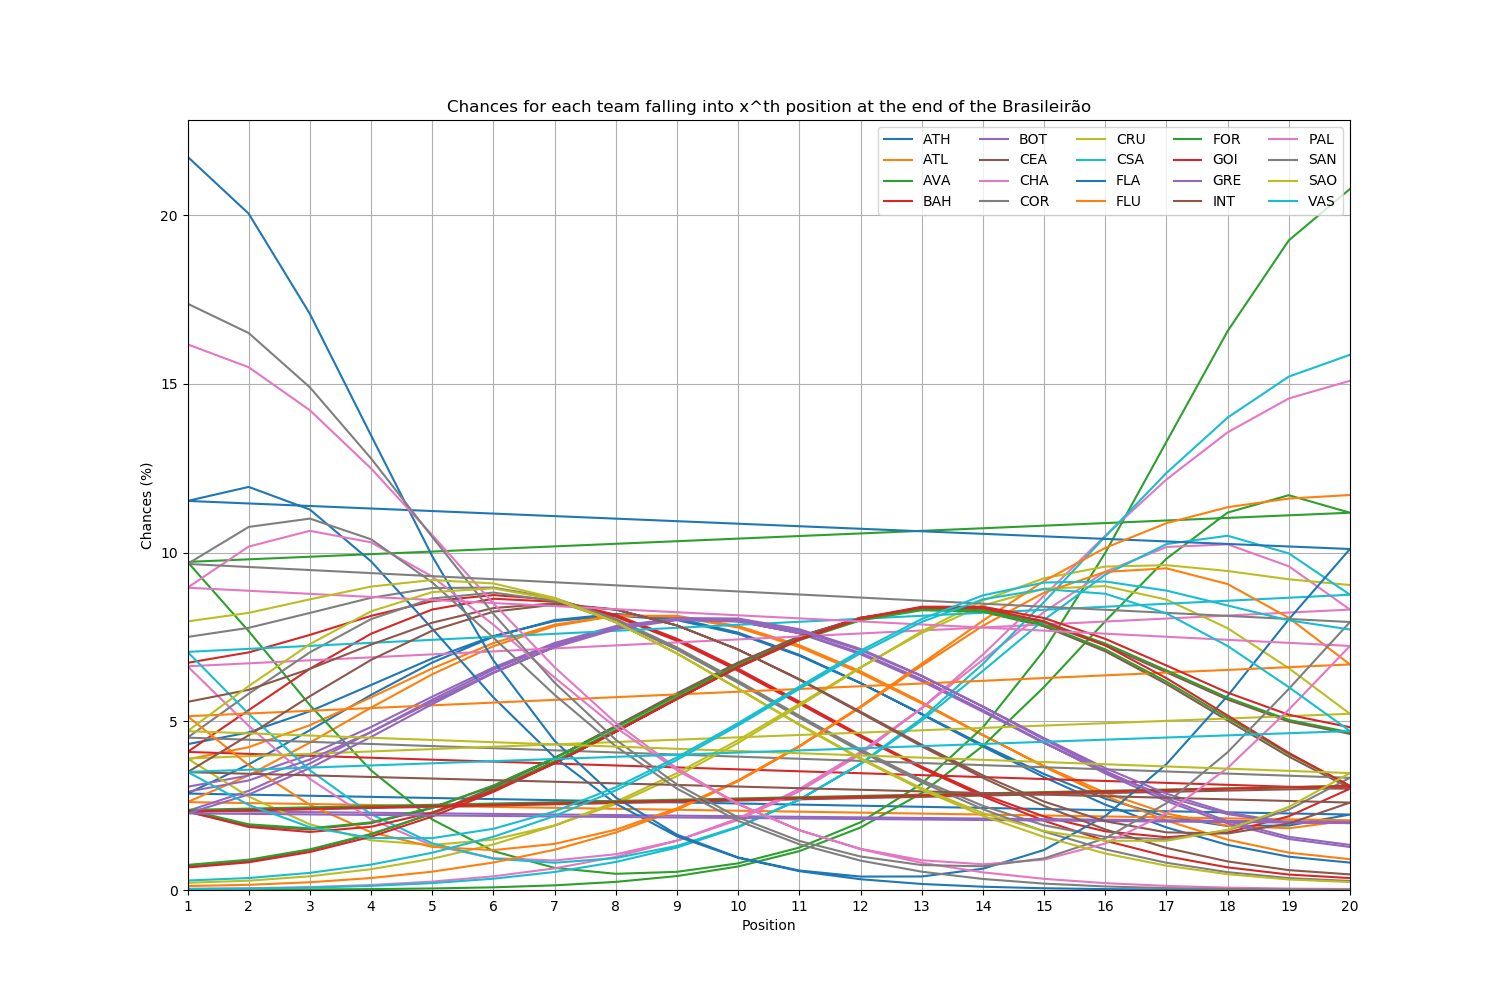 Chances for each team falling into x^th position at the end of the Brasileirão
ATH BOT CRU FOR PAL
ATL CEA CSA GOI SAN
AVA CHA FLA GRE SAO
BAH COR FLU INT VAS
20
15
10
5
0
Chances (%)
1 2 3 4 5 6 7 8 9 10 11 12 13 14 15 16 17 18 19 20
Position